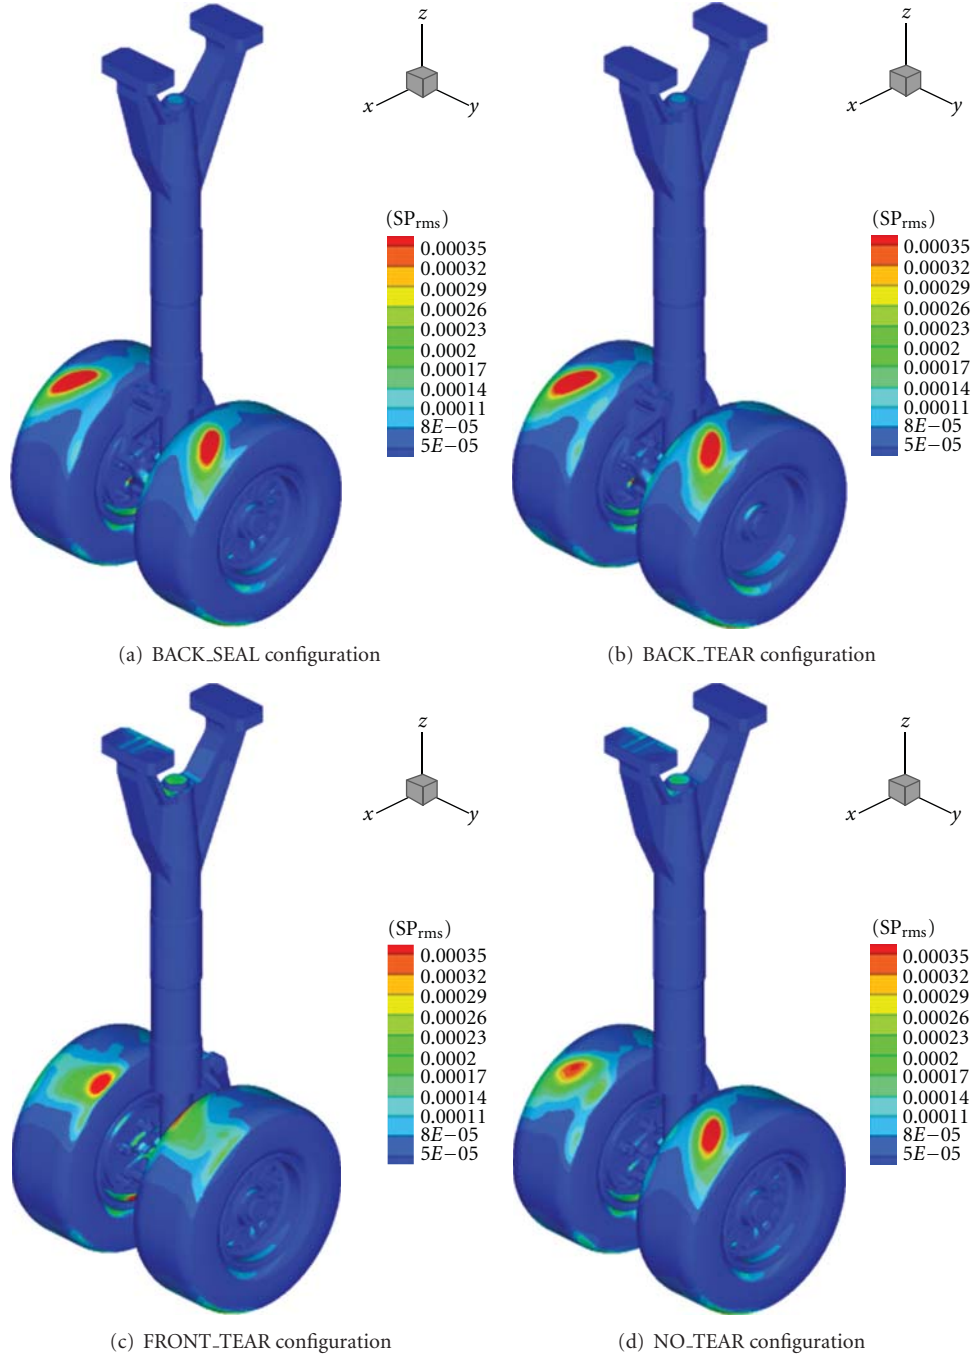 z
x
y
(SPrms)
0.00035
0.00032
0.00029
0.00026
0.00023
0.0002
0.00017
0.00014
0.00011
8E−05
5E−05
(a) BACK_SEAL configuration
z
x
y
(SPrms)
0.00035
0.00032
0.00029
0.00026
0.00023
0.0002
0.00017
0.00014
0.00011
8E−05
5E−05
(b) BACK_TEAR configuration
z
x
y
(SPrms)
0.00035
0.00032
0.00029
0.00026
0.00023
0.0002
0.00017
0.00014
0.00011
8E−05
5E−05
(c) FRONT_TEAR configuration
z
x
y
(SPrms)
0.00035
0.00032
0.00029
0.00026
0.00023
0.0002
0.00017
0.00014
0.00011
8E−05
5E−05
(d) NO_TEAR configuration